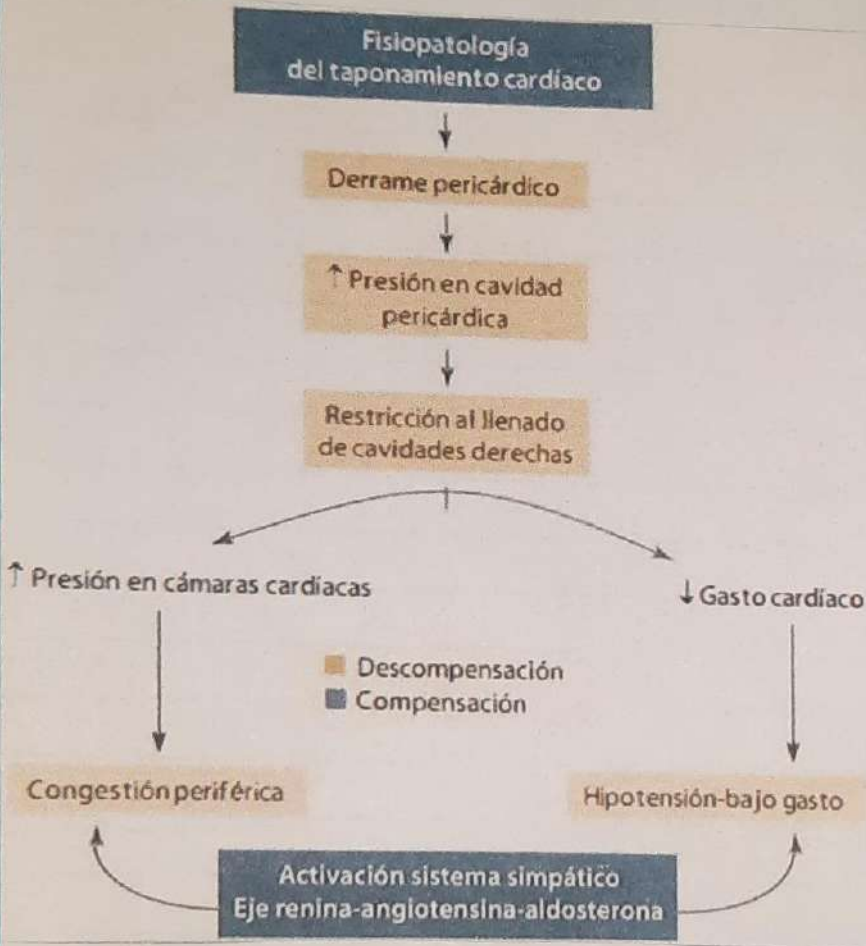 Fisiopatología
del taponamiento cardíaco
Derrame pericárdico
↑ Presión en cavidad
pericárdica
Restricción al llenado
de cavidades derechas
↑ Presión en cámaras cardíacas
↓ Gasto cardíaco
Descompensación
Compensación
Congestión periférica
Hipotensión-bajo gasto
Activación sistema simpático
Eje renina-angiotensina-aldosterona